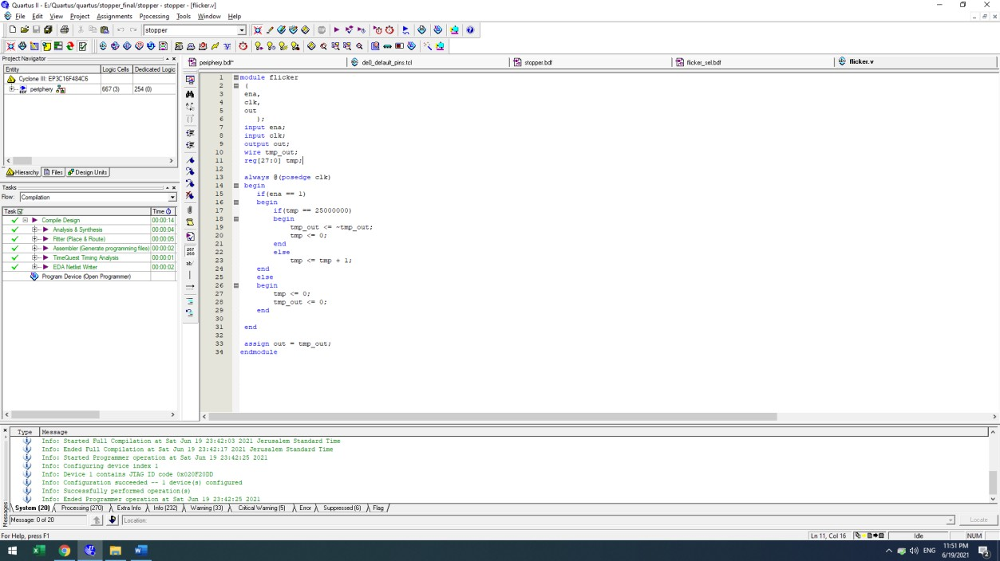 Quartus II - E:/Quartus/quartus/stopper_final/stopper - stopper - [flicker.v]
File Edit View Project Assignments Processing Tools Window Help
stopper
Project Navigator
Entity Logic Cells Dedicated Logic
Cyclone III: EP3C16F484C6
periphery 667 (3) 254 (0)
Hierarchy Files Design Units
Tasks
Flow: Compilation
Task Time
Compile Design 00:00:14
Analysis & Synthesis 00:00:04
Fitter (Place & Route) 00:00:05
Assembler (Generate programming files) 00:00:02
TimeQuest Timing Analysis 00:00:01
EDA Netlist Writer 00:00:02
Program Device (Open Programmer)
periphery.bdf* de0_default_pins.tcl stopper.bdf flicker_sel.bdf flicker.v
267
268
ab/
1 module flicker
2 (
3 ena,
4 clk,
5 out
6 );
7 input ena;
8 input clk;
9 output out;
10 wire tmp_out;
11 reg[27:0] tmp;
12
13 always @(posedge clk)
14 begin
15 if(ena == 1)
16 begin
17 if(tmp == 25000000)
18 begin
19 tmp_out <= ~tmp_out;
20 tmp <= 0;
21 end
22 else
23 tmp <= tmp + 1;
24 end
25 else
26 begin
27 tmp <= 0;
28 tmp_out <= 0;
29 end
30
31 end
32
33 assign out = tmp_out;
34 endmodule
Type Message
Info: Started Full Compilation at Sat Jun 19 23:42:03 2021 Jerusalem Standard Time
Info: Ended Full Compilation at Sat Jun 19 23:42:17 2021 Jerusalem Standard Time
Info: Started Programmer operation at Sat Jun 19 23:42:25 2021
Info: Configuring device index 1
Info: Device 1 contains JTAG ID code 0x020F20DD
Info: Configuration succeeded -- 1 device(s) configured
Info: Successfully performed operation(s)
Info: Ended Programmer operation at Sat Jun 19 23:42:25 2021
System (20) Processing (270) Extra Info Info (232) Warning (33) Critical Warning (5) Error Suppressed (6) Flag
Messages
Message: 0 of 20 Location: Locate
For Help, press F1 Ln 11, Col 16 Idle NUM
ENG 11:51 PM
6/19/2021
2